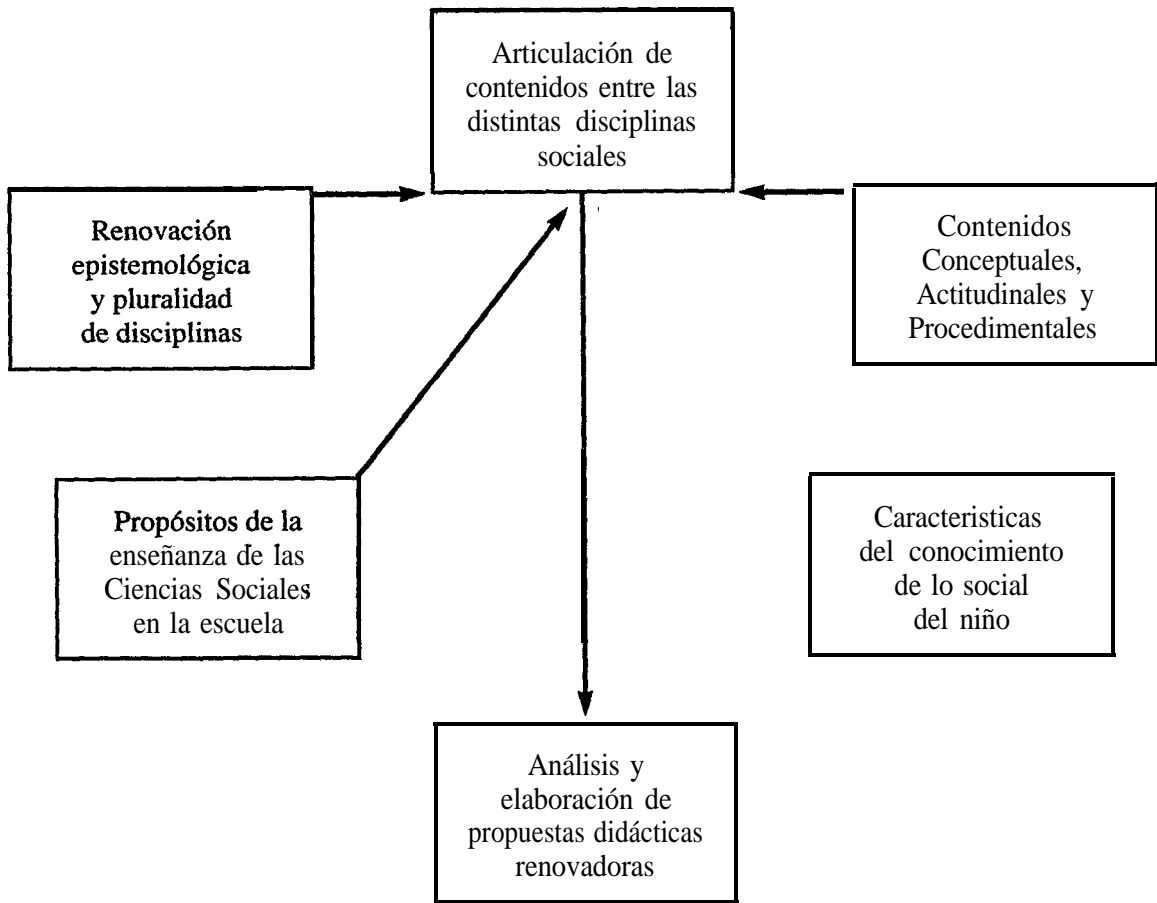 Articulación de
contenidos entre las
distintas disciplinas
sociales
Renovación
epistemológica
y pluralidad
de disciplinas
Contenidos
Conceptuales,
Actitudinales y
Procedimentales
Propósitos de la
enseñanza de las
Ciencias Sociales
en la escuela
Caracteristicas
del conocimiento
de lo social
del niño
Análisis y
elaboración de
propuestas didácticas
renovadoras